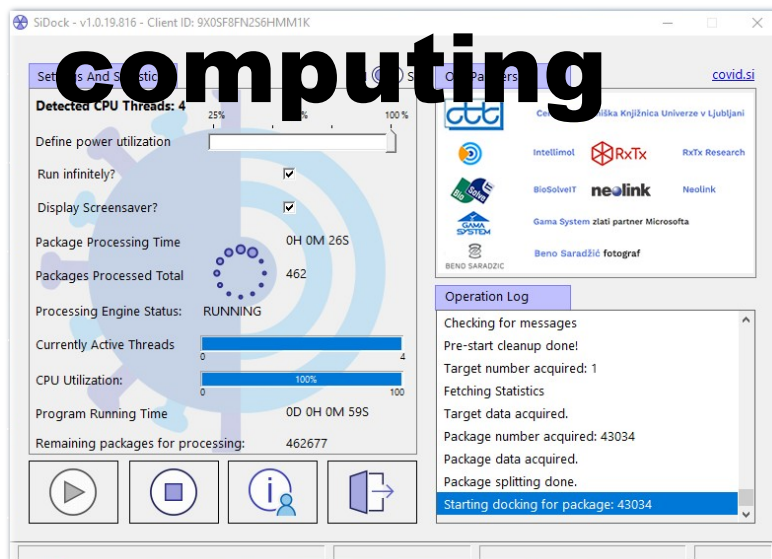 SiDock - v1.0.19.816 - Client ID: 9X0SF8FN2S6HMM1K
computing
covid.si
Detected CPU Threads: 4
25%
100 %
Define power utilization
Run infinitely?
Display Screensaver?
Package Processing Time 0H 0M 26S
Packages Processed Total 462
Processing Engine Status: RUNNING
Currently Active Threads
0 4
CPU Utilization: 100%
0 100
Program Running Time 0D 0H 0M 59S
Remaining packages for processing: 462677
ctk
Univerze v Ljubljani
Intellimol RxTx RxTx Research
BioSolveIT neolink Neolink
GAMA SYSTEM Gama System zlati partner Microsofta
BENO SARADZIC Beno Saradžić fotograf
Operation Log
Checking for messages
Pre-start cleanup done!
Target number acquired: 1
Fetching Statistics
Target data acquired.
Package number acquired: 43034
Package data acquired.
Package splitting done.
Starting docking for package: 43034